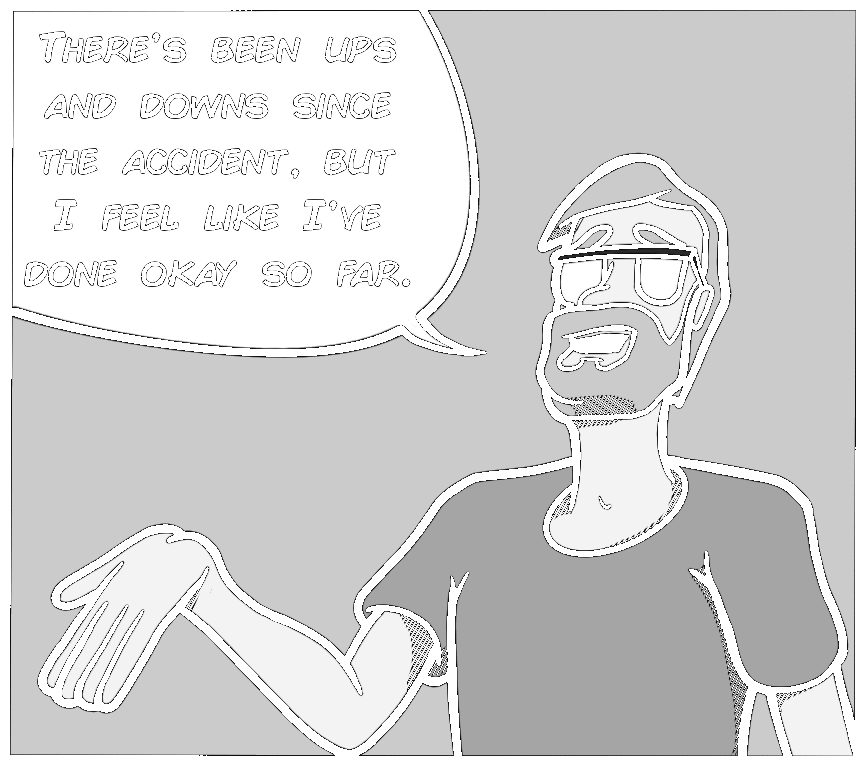 There's been ups
and downs since
the accident, but
I feel like I've
done okay so far.